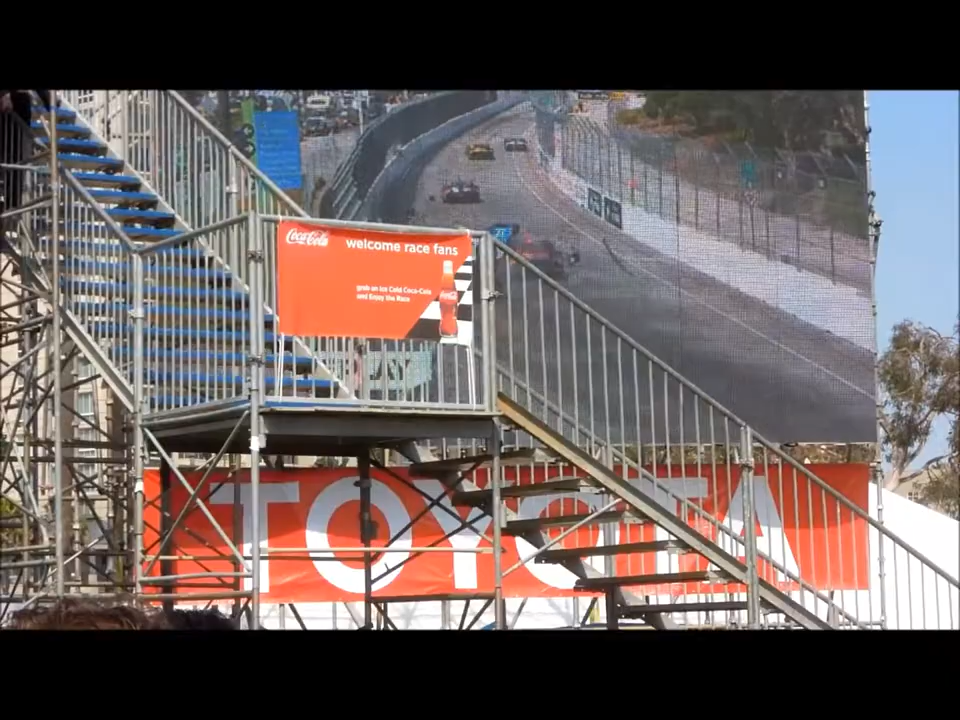 Coca-Cola
welcome race fans
grab an Ice Cold Coca-Cola
and Enjoy the Race
TOYOTA